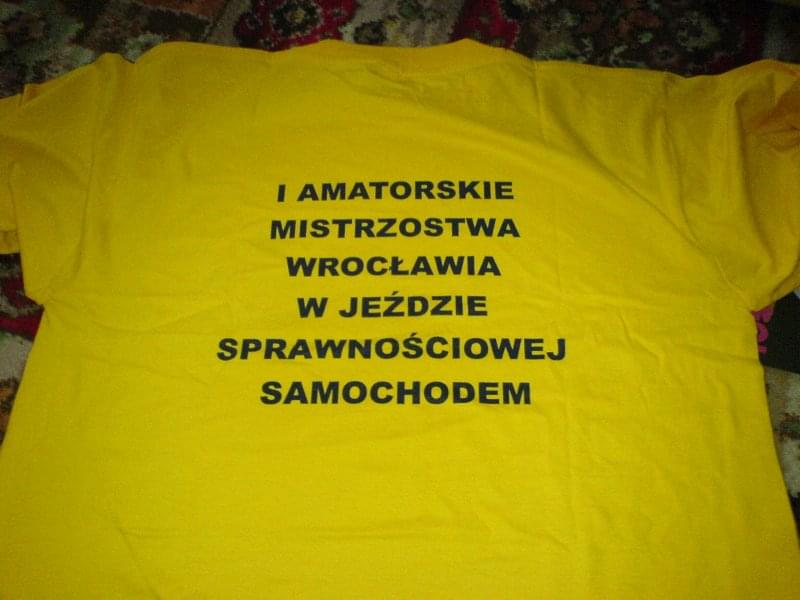 I AMATORSKIE
MISTRZOSTWA
WROCŁAWIA
W JEŹDZIE
SPRAWNOŚCIOWEJ
SAMOCHODEM